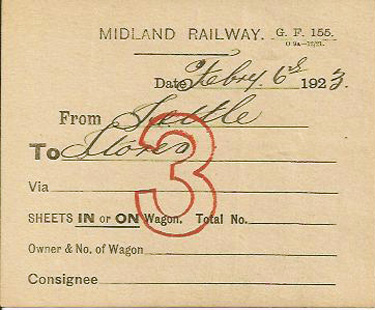 MIDLAND RAILWAY. G. F. 155.
Date Febry. 6th 1923.
From Settle
To Stores
3
Via
SHEETS IN or ON Wagon. Total No.
Owner & No. of Wagon
Consignee